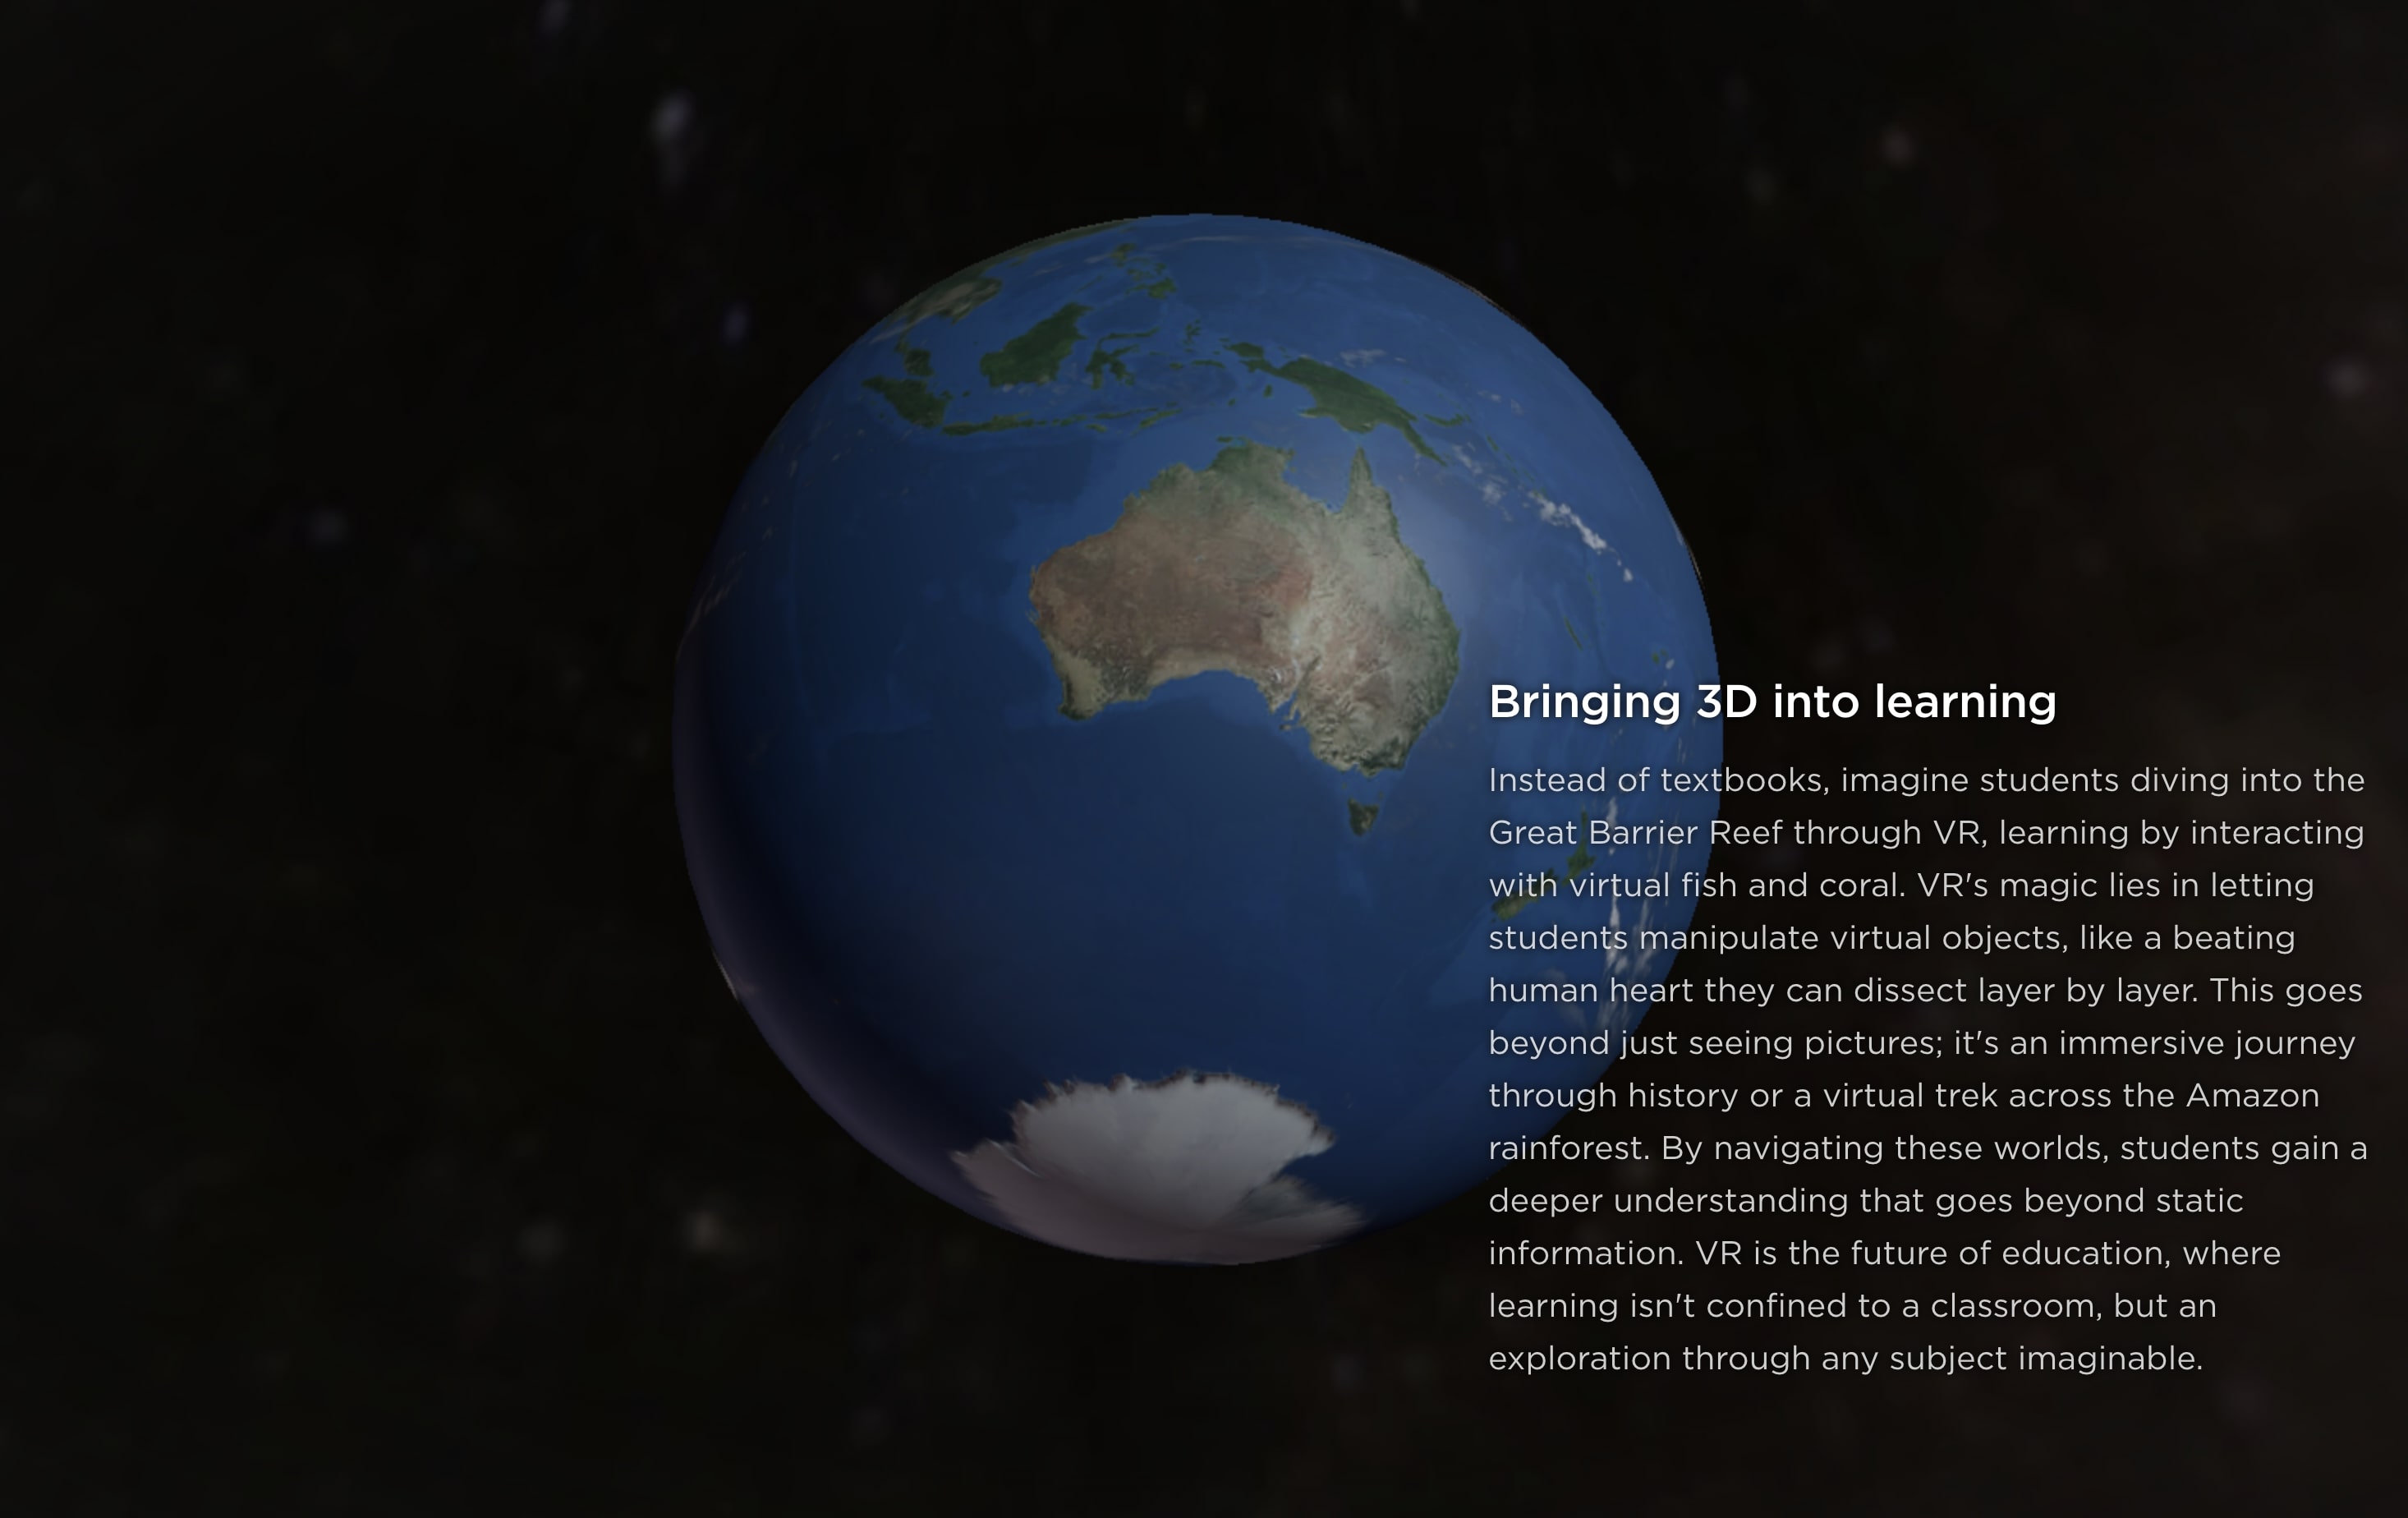 Bringing 3D into learning
Instead of textbooks, imagine students diving into the
Great Barrier Reef through VR, learning by interacting
with virtual fish and coral. VR's magic lies in letting
students manipulate virtual objects, like a beating
human heart they can dissect layer by layer. This goes
beyond just seeing pictures; it's an immersive journey
through history or a virtual trek across the Amazon
rainforest. By navigating these worlds, students gain a
deeper understanding that goes beyond static
information. VR is the future of education, where
learning isn't confined to a classroom, but an
exploration through any subject imaginable.